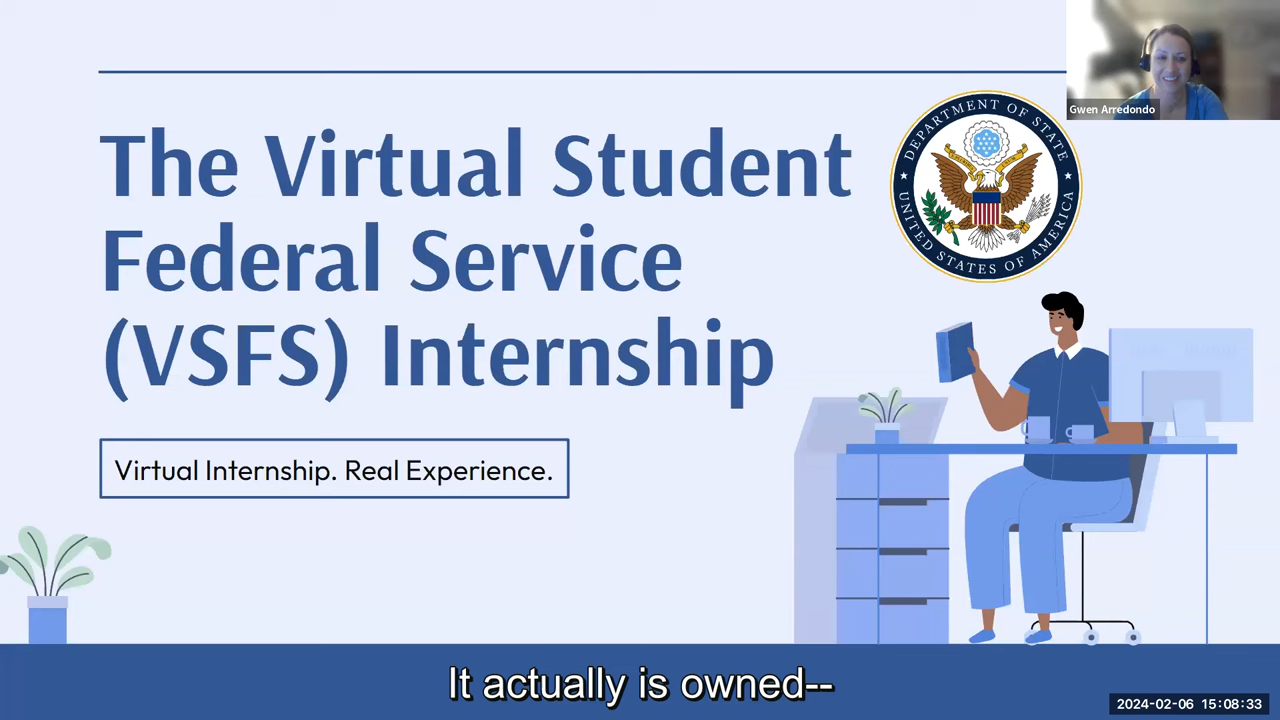 The Virtual Student
Federal Service
(VSFS) Internship
Virtual Internship. Real Experience.
DEPARTMENT OF STATE
UNITED STATES OF AMERICA
Gwen Arredondo
It actually is owned--
2024-02-06 15:08:33